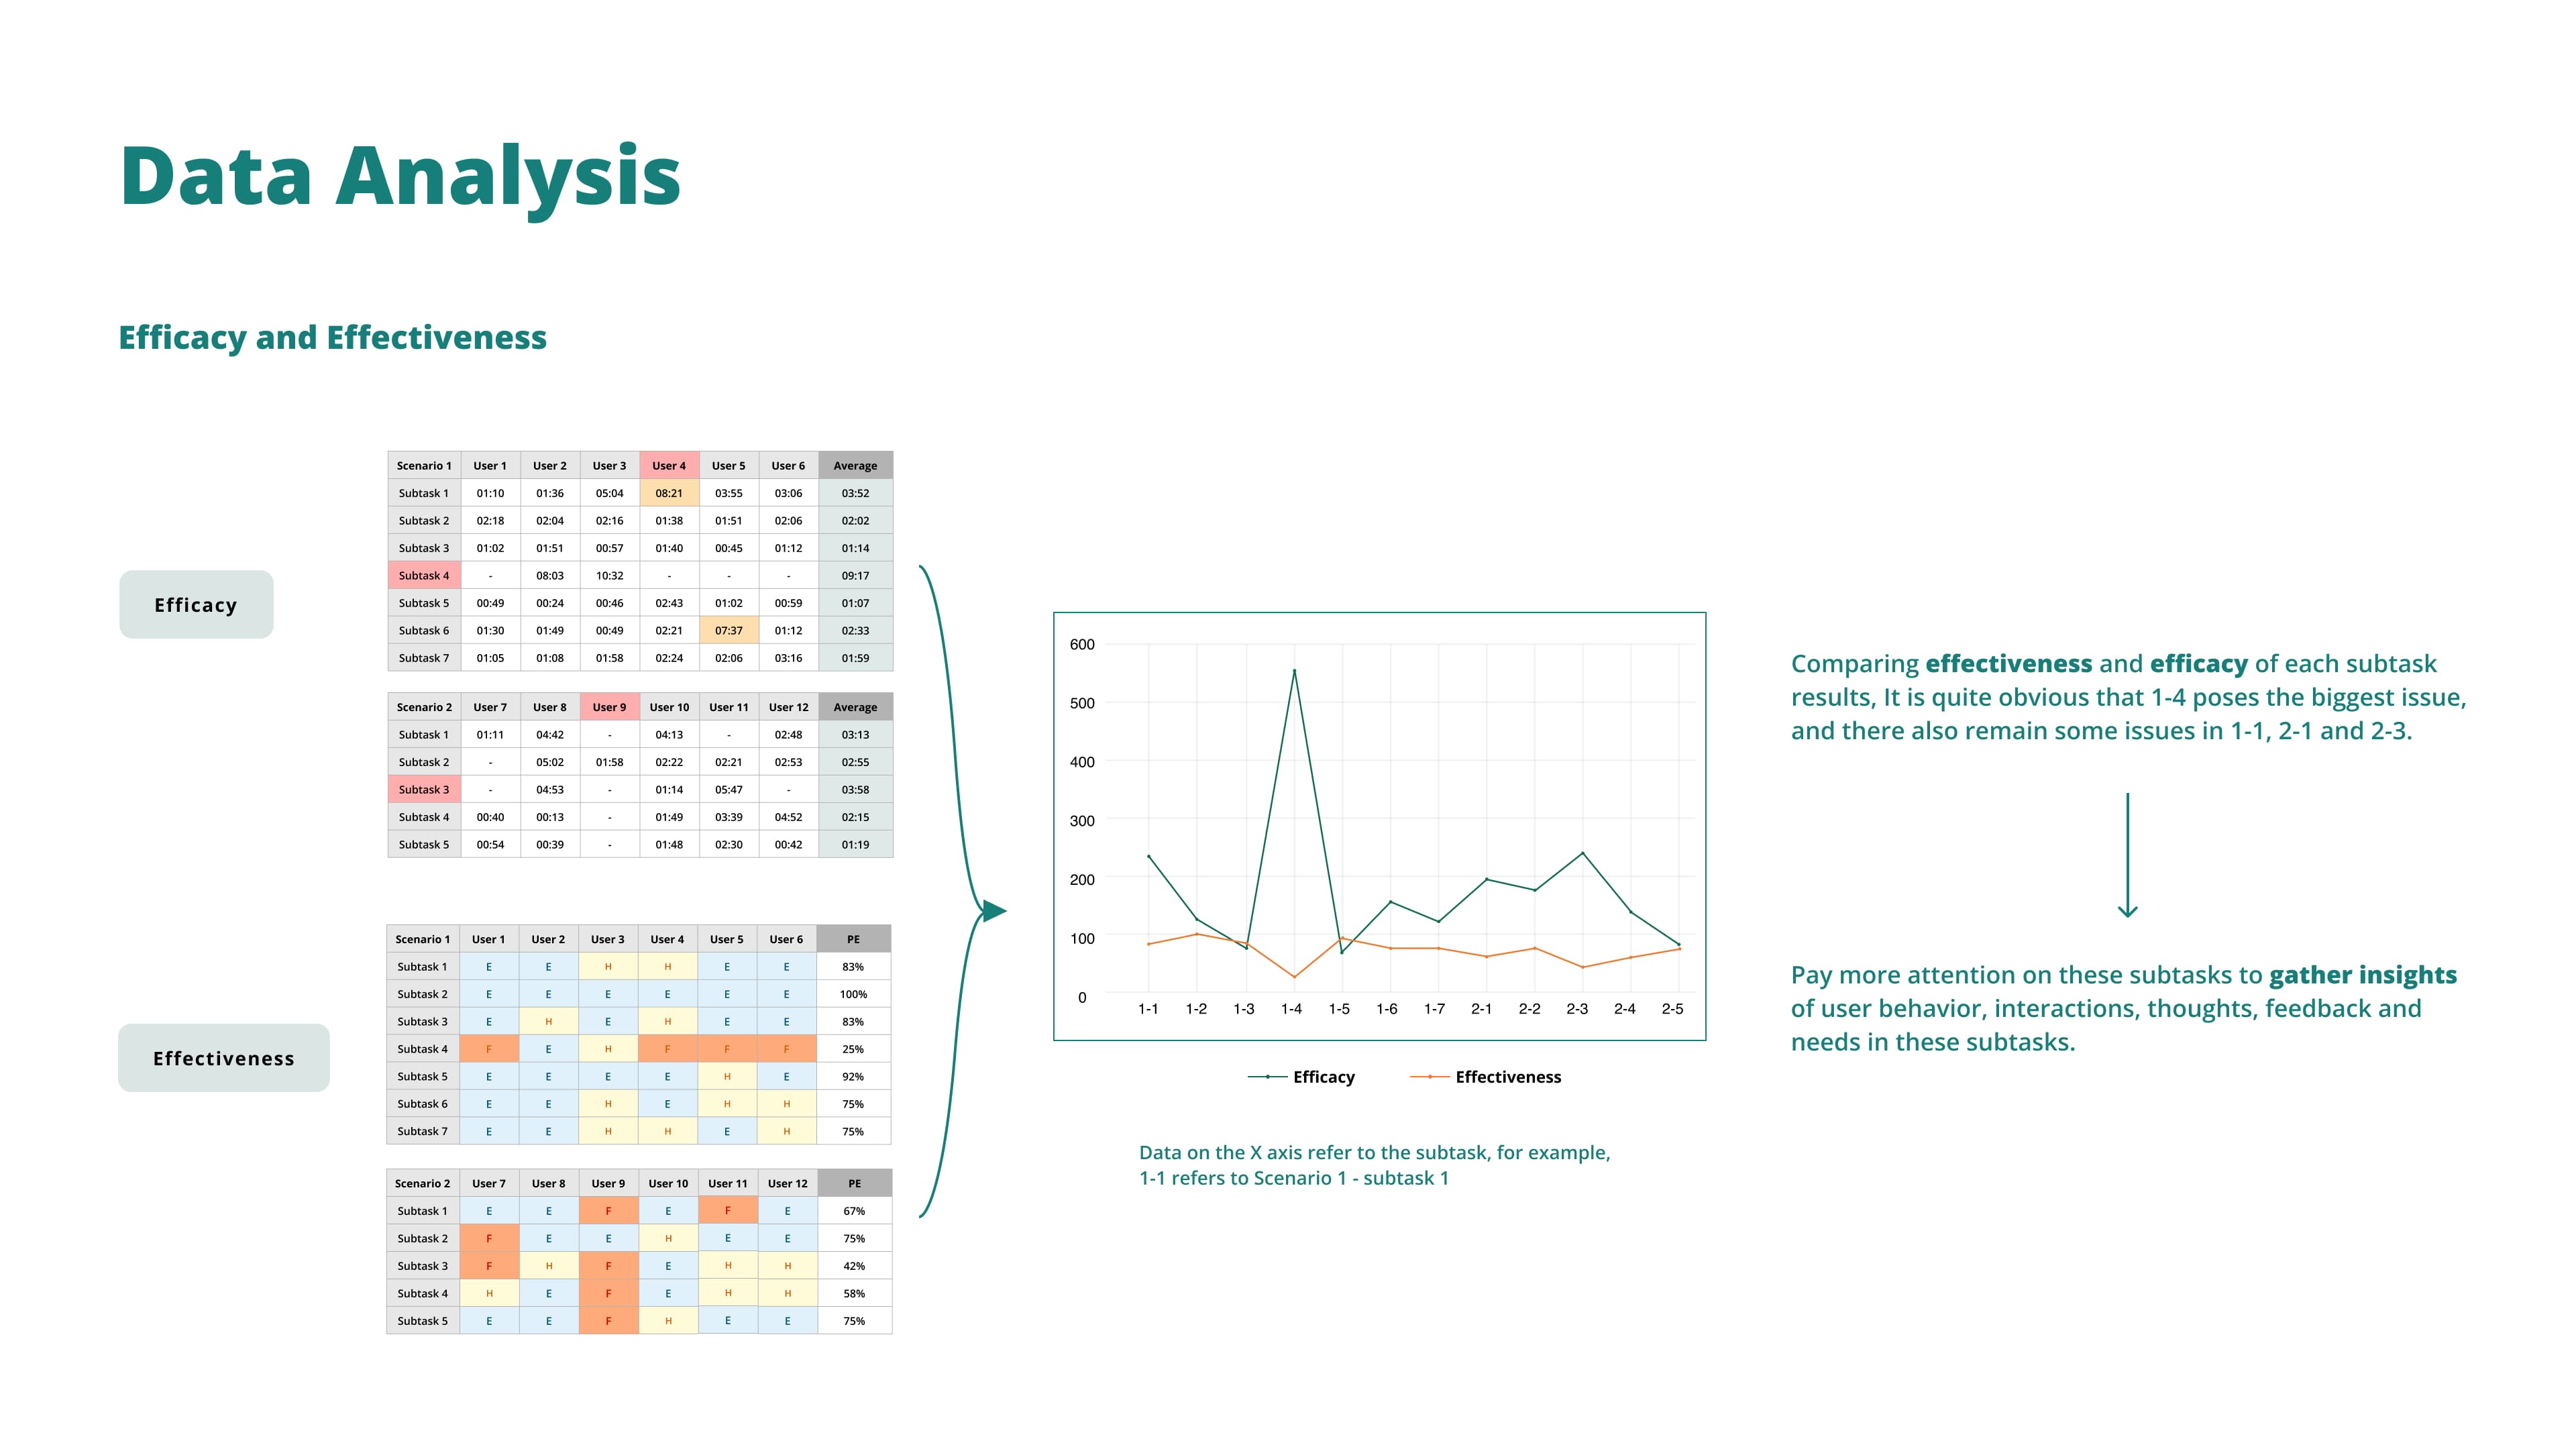 Data Analysis
Efficacy and Effectiveness
Efficacy
Scenario 1 User 1 User 2 User 3 User 4 User 5 User 6 Average
Subtask 1 01:10 01:36 05:04 08:21 03:55 03:06 03:52
Subtask 2 02:18 02:04 02:16 01:38 01:51 02:06 02:02
Subtask 3 01:02 01:51 00:57 01:40 00:45 01:12 01:14
Subtask 4 - 08:03 10:32 - - - 09:17
Subtask 5 00:49 00:24 00:46 02:43 01:02 00:59 01:07
Subtask 6 01:30 01:49 00:49 02:21 07:37 01:12 02:33
Subtask 7 01:05 01:08 01:58 02:24 02:06 03:16 01:59
Scenario 2 User 7 User 8 User 9 User 10 User 11 User 12 Average
Subtask 1 01:11 04:42 - 04:13 - 02:48 03:13
Subtask 2 - 05:02 01:58 02:22 02:21 02:53 02:55
Subtask 3 - 04:53 - 01:14 05:47 - 03:58
Subtask 4 00:40 00:13 - 01:49 03:39 04:52 02:15
Subtask 5 00:54 00:39 - 01:48 02:30 00:42 01:19
Effectiveness
Scenario 1 User 1 User 2 User 3 User 4 User 5 User 6 PE
Subtask 1 E E H H E E 83%
Subtask 2 E E E E E E 100%
Subtask 3 E H E H E E 83%
Subtask 4 F E H F F F 25%
Subtask 5 E E E E H E 92%
Subtask 6 E E H E H H 75%
Subtask 7 E E H H E H 75%
Scenario 2 User 7 User 8 User 9 User 10 User 11 User 12 PE
Subtask 1 E E F E F E 67%
Subtask 2 F E E H E E 75%
Subtask 3 F H F E H H 42%
Subtask 4 H E F E H H 58%
Subtask 5 E E F H E E 75%
600
500
400
300
200
100
0
1-1 1-2 1-3 1-4 1-5 1-6 1-7 2-1 2-2 2-3 2-4 2-5
Efficacy Effectiveness
Data on the X axis refer to the subtask, for example,
1-1 refers to Scenario 1 - subtask 1
Comparing effectiveness and efficacy of each subtask
results, It is quite obvious that 1-4 poses the biggest issue,
and there also remain some issues in 1-1, 2-1 and 2-3.
Pay more attention on these subtasks to gather insights
of user behavior, interactions, thoughts, feedback and
needs in these subtasks.